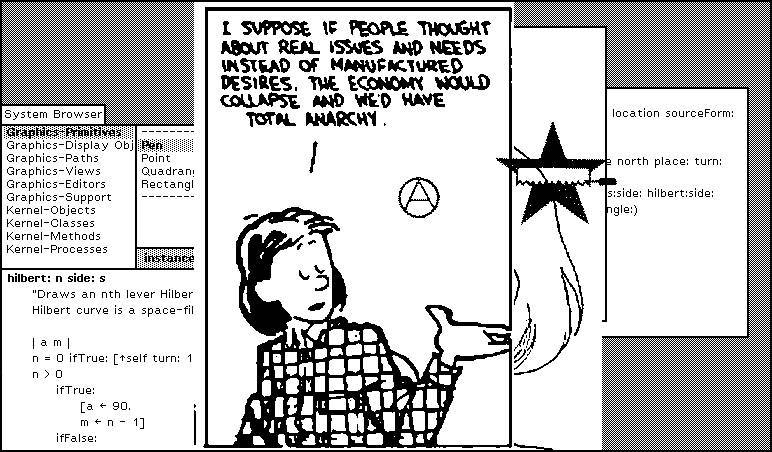 I SUPPOSE IF PEOPLE THOUGHT
ABOUT REAL ISSUES AND NEEDS
INSTEAD OF MANUFACTURED
DESIRES, THE ECONOMY WOULD
COLLAPSE AND WE'D HAVE
TOTAL ANARCHY.
A
System Browser
Graphics-Primitives
Graphics-Display Obj
Graphics-Paths
Graphics-Views
Graphics-Editors
Graphics-Support
Kernel-Objects
Kernel-Classes
Kernel-Methods
Kernel-Processes
Pen
Point
Quadrang
Rectangl
instance
hilbert: n side: s
"Draws an nth lever Hilber
Hilbert curve is a space-fil
| a m |
n = 0 ifTrue: [↑self turn: 1
n > 0
ifTrue:
[a ← 90.
m ← n - 1]
ifFalse:
location sourceForm:
e north place: turn:
s:side: hilbert:side:
ngle:)